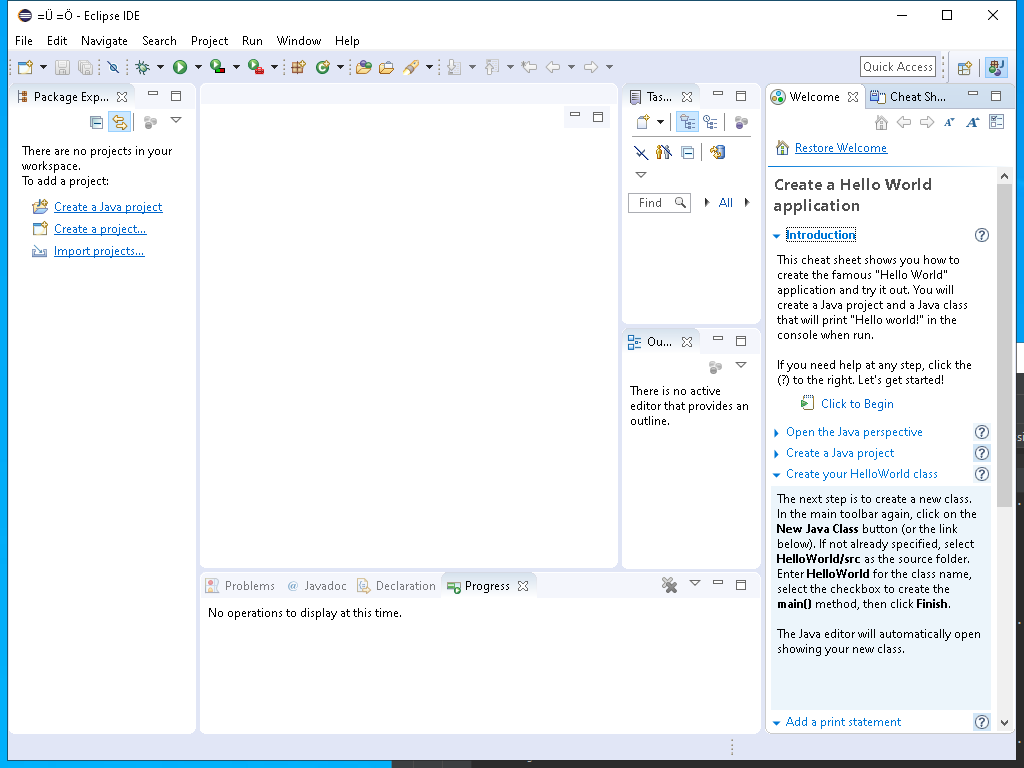 =Ü =Ö - Eclipse IDE
File Edit Navigate Search Project Run Window Help
Quick Access
Package Exp...
There are no projects in your
workspace.
To add a project:
Create a Java project
Create a project...
Import projects...
Tas...
Find
All
Ou...
There is no active
editor that provides an
outline.
Problems @ Javadoc Declaration Progress
No operations to display at this time.
Welcome Cheat Sh...
Restore Welcome
Create a Hello World
application
Introduction
This cheat sheet shows you how to
create the famous "Hello World"
application and try it out. You will
create a Java project and a Java class
that will print "Hello world!" in the
console when run.
If you need help at any step, click the
(?) to the right. Let's get started!
Click to Begin
Open the Java perspective
Create a Java project
Create your HelloWorld class
The next step is to create a new class.
In the main toolbar again, click on the
New Java Class button (or the link
below). If not already specified, select
HelloWorld/src as the source folder.
Enter HelloWorld for the class name,
select the checkbox to create the
main() method, then click Finish.
The Java editor will automatically open
showing your new class.
Add a print statement